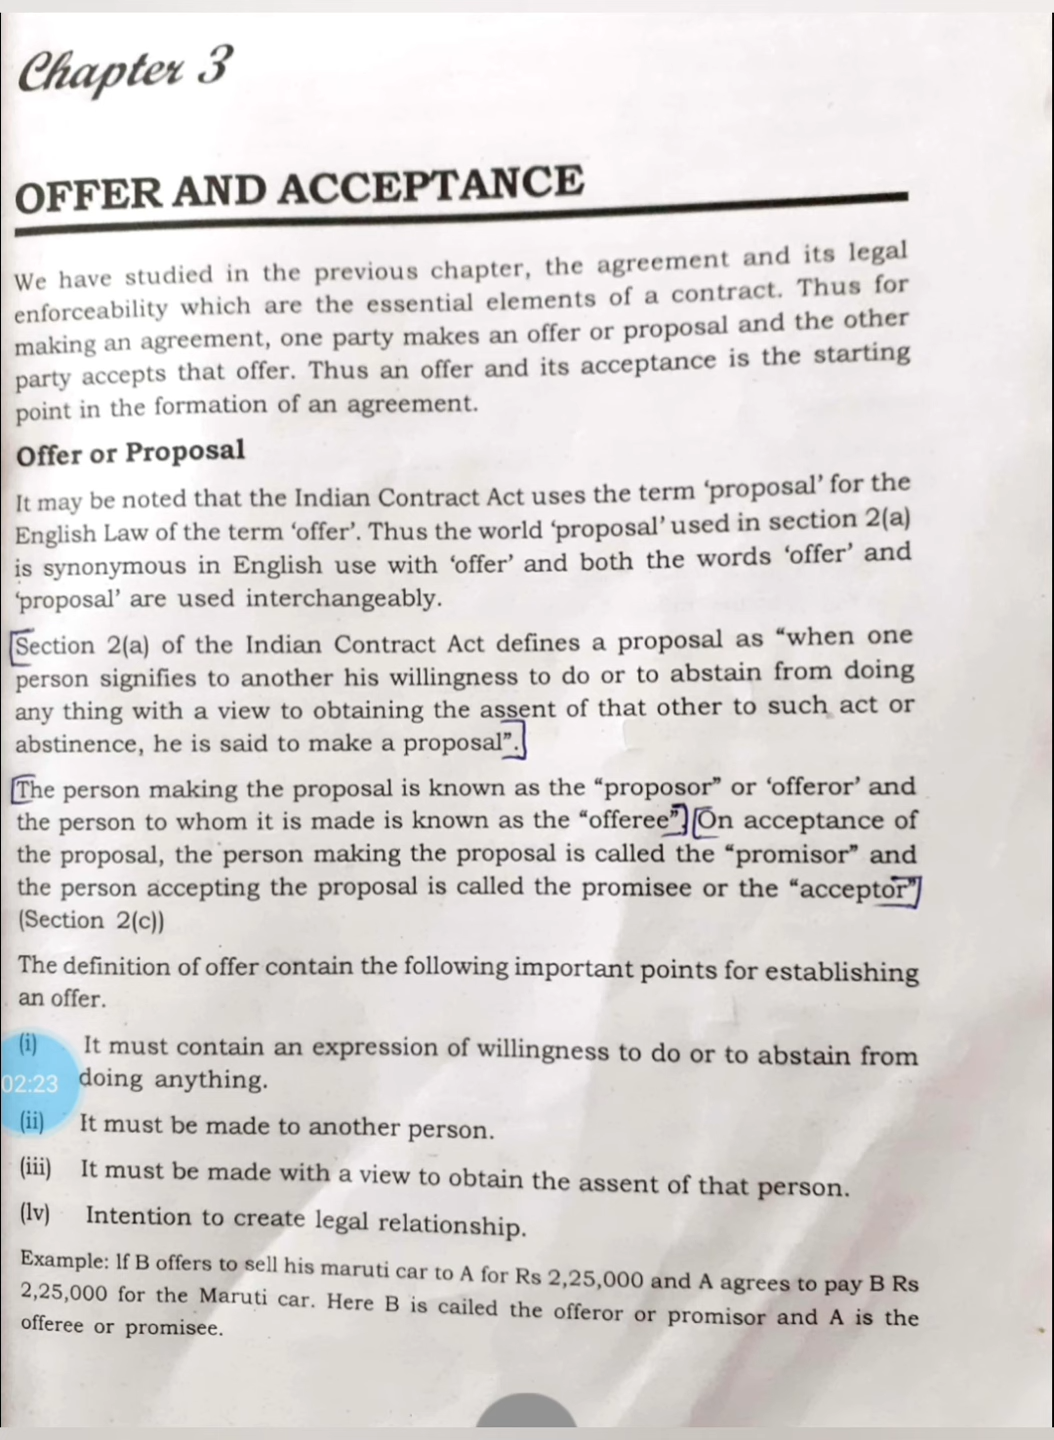 Chapter 3
OFFER AND ACCEPTANCE
We have studied in the previous chapter, the agreement and its legal
enforceability which are the essential elements of a contract. Thus for
making an agreement, one party makes an offer or proposal and the other
party accepts that offer. Thus an offer and its acceptance is the starting
point in the formation of an agreement.
Offer or Proposal
It may be noted that the Indian Contract Act uses the term ‘proposal’ for the
English Law of the term ‘offer’. Thus the world ‘proposal’ used in section 2(a)
is synonymous in English use with ‘offer’ and both the words ‘offer’ and
‘proposal’ are used interchangeably.
Section 2(a) of the Indian Contract Act defines a proposal as “when one
person signifies to another his willingness to do or to abstain from doing
any thing with a view to obtaining the assent of that other to such act or
abstinence, he is said to make a proposal”.
The person making the proposal is known as the “proposor” or ‘offeror’ and
the person to whom it is made is known as the “offeree” On acceptance of
the proposal, the person making the proposal is called the “promisor” and
the person accepting the proposal is called the promisee or the “acceptor”
(Section 2(c))
The definition of offer contain the following important points for establishing
an offer.
(i) It must contain an expression of willingness to do or to abstain from
02:23 doing anything.
(ii) It must be made to another person.
(iii) It must be made with a view to obtain the assent of that person.
(lv) Intention to create legal relationship.
Example: If B offers to sell his maruti car to A for Rs 2,25,000 and A agrees to pay B Rs
2,25,000 for the Maruti car. Here B is cailed the offeror or promisor and A is the
offeree or promisee.